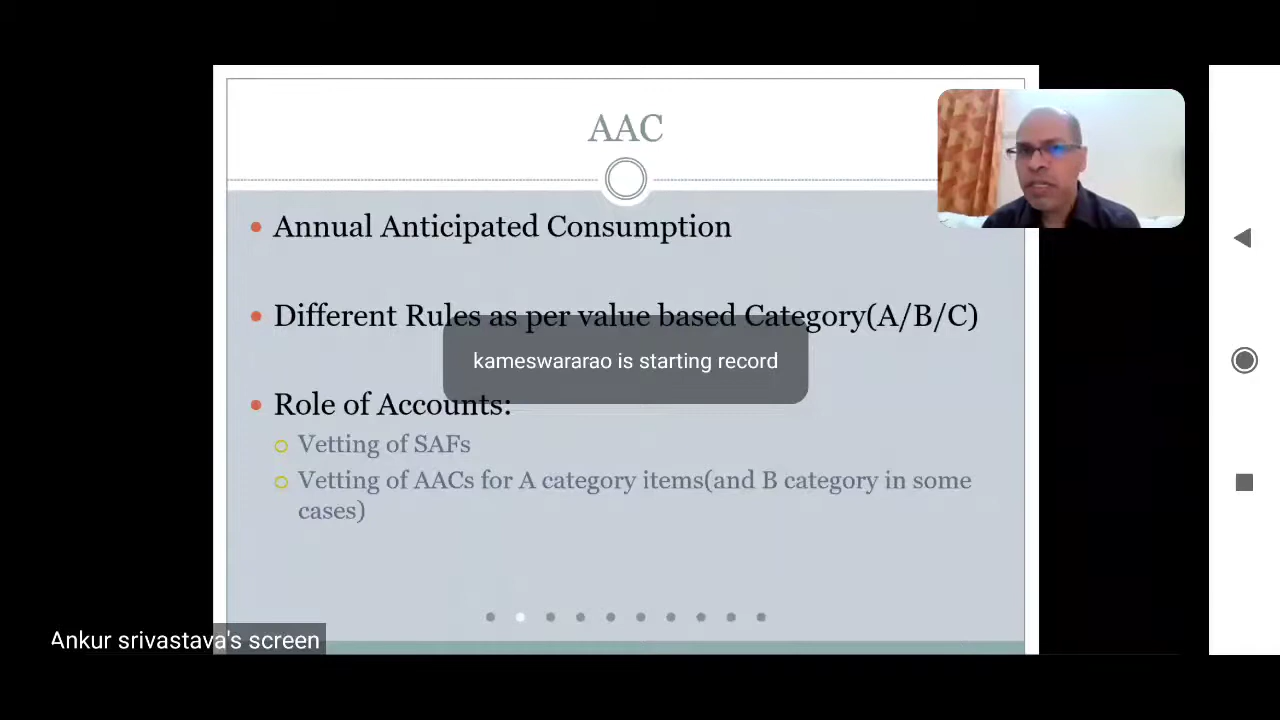 AAC
Annual Anticipated Consumption
Different Rules as per value based Category(A/B/C)
kameswararao is starting record
Role of Accounts:
Vetting of SAFs
Vetting of AACs for A category items(and B category in some
cases)
Ankur srivastava's screen